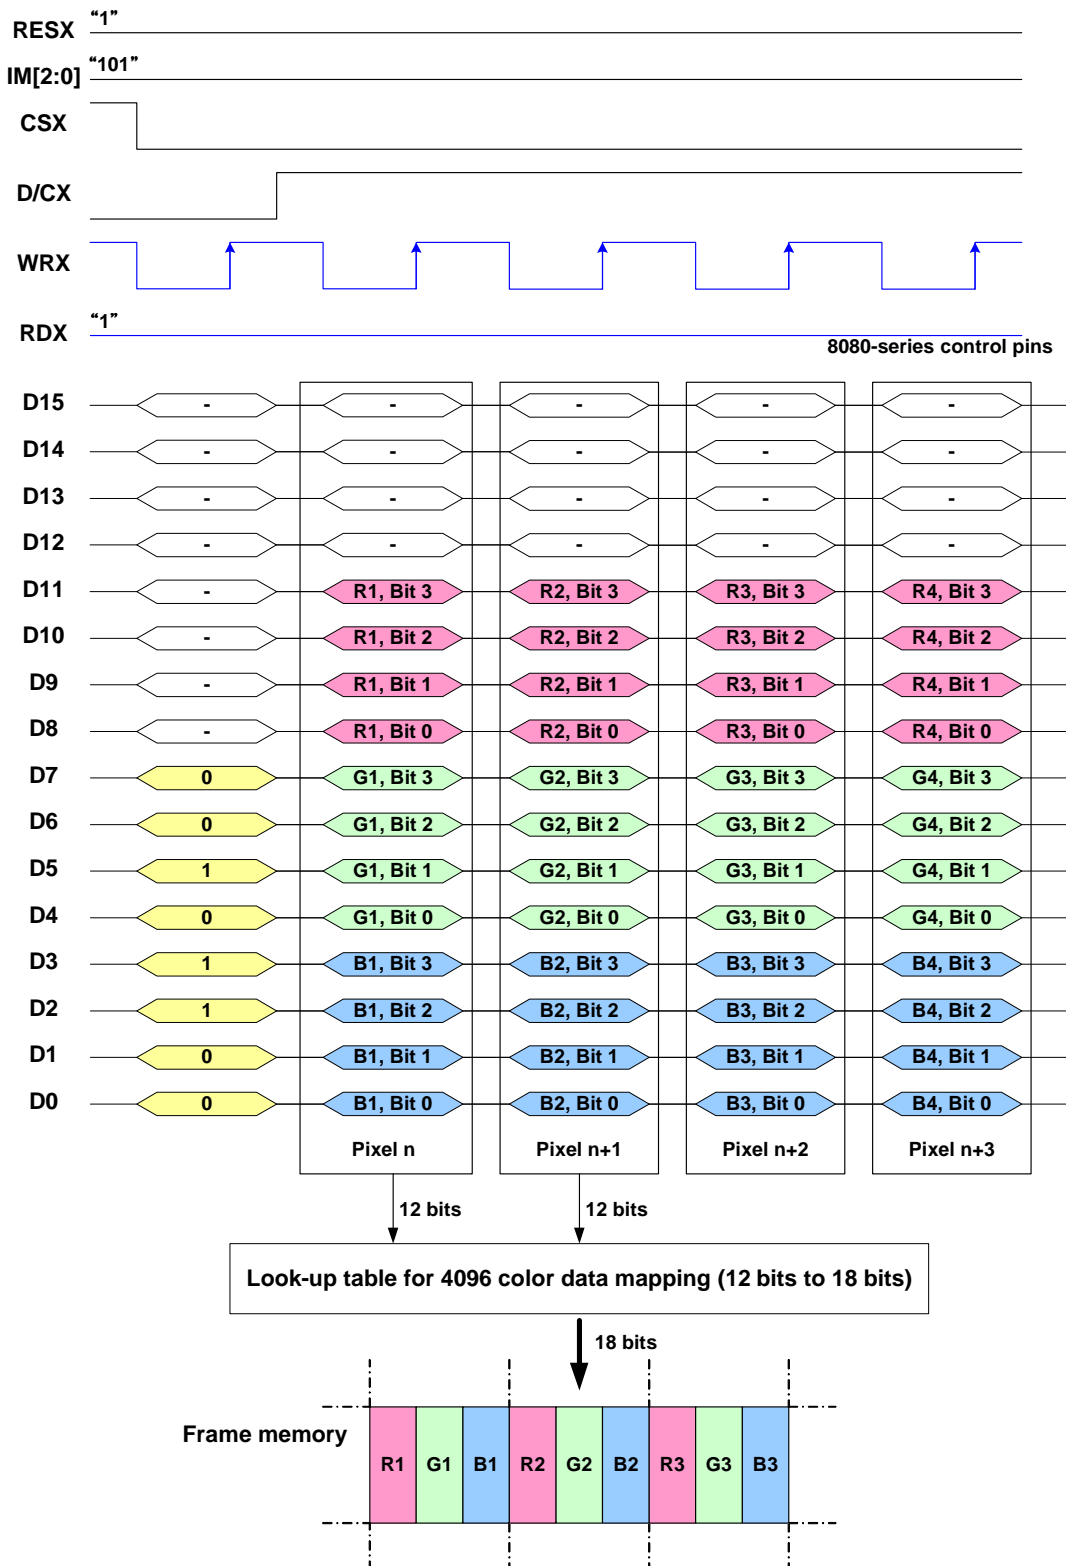 RESX "1"
IM[2:0] "101"
CSX
D/CX
WRX
RDX "1"
8080-series control pins
D15 - - - - -
D14 - - - - -
D13 - - - - -
D12 - - - - -
D11 - R1, Bit 3 R2, Bit 3 R3, Bit 3 R4, Bit 3
D10 - R1, Bit 2 R2, Bit 2 R3, Bit 2 R4, Bit 2
D9 - R1, Bit 1 R2, Bit 1 R3, Bit 1 R4, Bit 1
D8 - R1, Bit 0 R2, Bit 0 R3, Bit 0 R4, Bit 0
D7 0 G1, Bit 3 G2, Bit 3 G3, Bit 3 G4, Bit 3
D6 0 G1, Bit 2 G2, Bit 2 G3, Bit 2 G4, Bit 2
D5 1 G1, Bit 1 G2, Bit 1 G3, Bit 1 G4, Bit 1
D4 0 G1, Bit 0 G2, Bit 0 G3, Bit 0 G4, Bit 0
D3 1 B1, Bit 3 B2, Bit 3 B3, Bit 3 B4, Bit 3
D2 1 B1, Bit 2 B2, Bit 2 B3, Bit 2 B4, Bit 2
D1 0 B1, Bit 1 B2, Bit 1 B3, Bit 1 B4, Bit 1
D0 0 B1, Bit 0 B2, Bit 0 B3, Bit 0 B4, Bit 0
Pixel n Pixel n+1 Pixel n+2 Pixel n+3
12 bits 12 bits
Look-up table for 4096 color data mapping (12 bits to 18 bits)
18 bits
Frame memory
R1 G1 B1 R2 G2 B2 R3 G3 B3